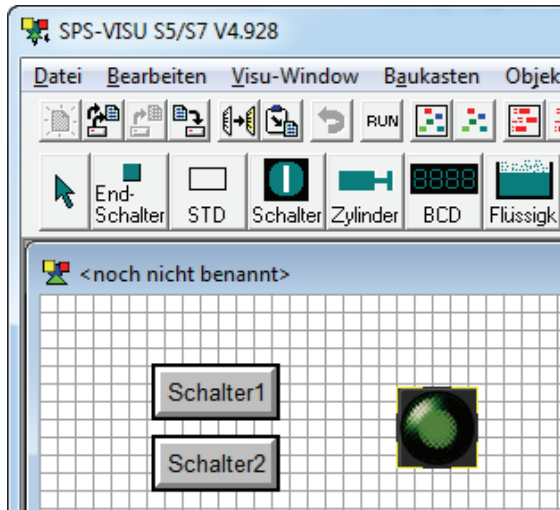 SPS-VISU S5/S7 V4.928
Datei Bearbeiten Visu-Window Baukasten Objek
RUN
End-
Schalter STD Schalter Zylinder BCD Flüssigk
<noch nicht benannt>
Schalter1
Schalter2